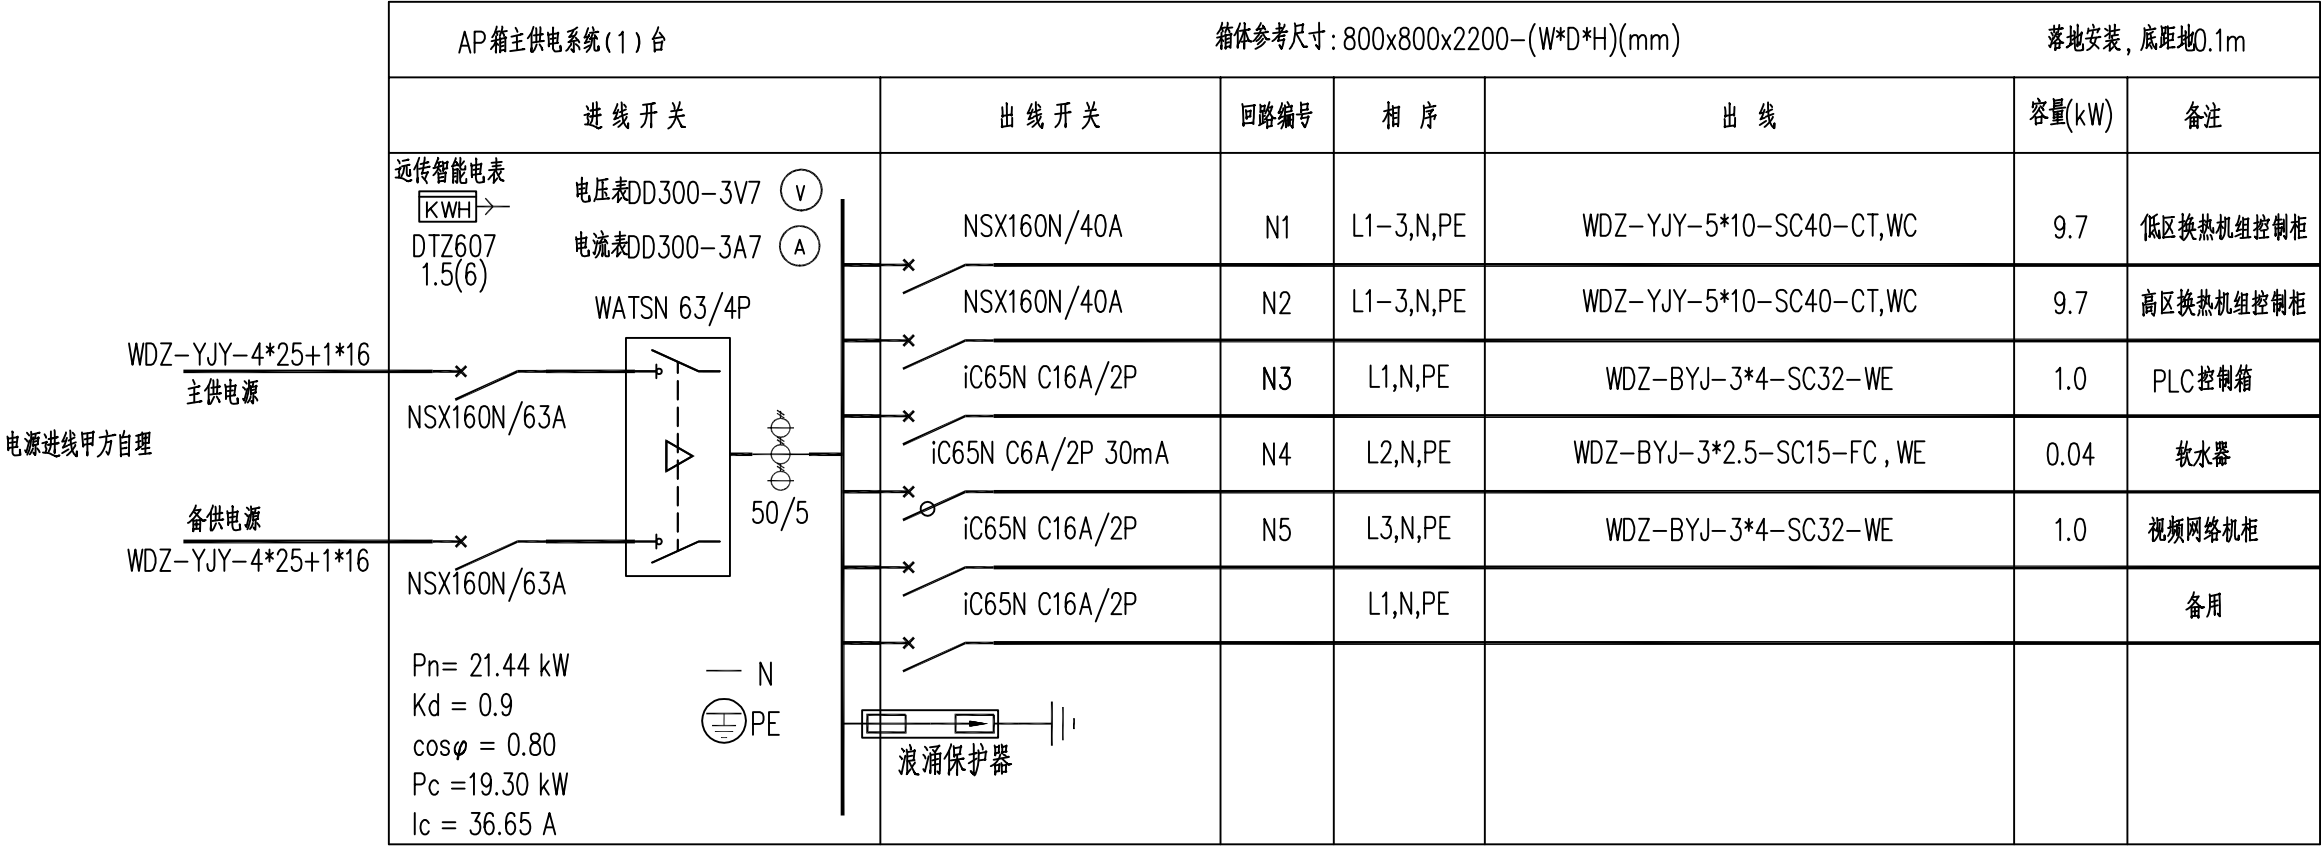 AP箱主供电系统(1)台 箱体参考尺寸:800x800x2200-(W*D*H)(mm) 落地安装,底距地0.1m
进线开关 出线开关 回路编号 相序 出线 容量(kW) 备注
远传智能电表
KWH
DTZ607
1.5(6)
电压表DD300-3V7 V
电流表DD300-3A7 A
WATSN 63/4P
WDZ-YJY-4*25+1*16
主供电源
NSX160N/63A
电源进线甲方自理
备供电源
WDZ-YJY-4*25+1*16
NSX160N/63A
50/5
Pn= 21.44 kW
Kd = 0.9
cosφ = 0.80
Pc =19.30 kW
Ic = 36.65 A
N
PE
NSX160N/40A N1 L1-3,N,PE WDZ-YJY-5*10-SC40-CT,WC 9.7 低区换热机组控制柜
NSX160N/40A N2 L1-3,N,PE WDZ-YJY-5*10-SC40-CT,WC 9.7 高区换热机组控制柜
iC65N C16A/2P N3 L1,N,PE WDZ-BYJ-3*4-SC32-WE 1.0 PLC控制箱
iC65N C6A/2P 30mA N4 L2,N,PE WDZ-BYJ-3*2.5-SC15-FC,WE 0.04 软水器
iC65N C16A/2P N5 L3,N,PE WDZ-BYJ-3*4-SC32-WE 1.0 视频网络机柜
iC65N C16A/2P L1,N,PE 备用
浪涌保护器